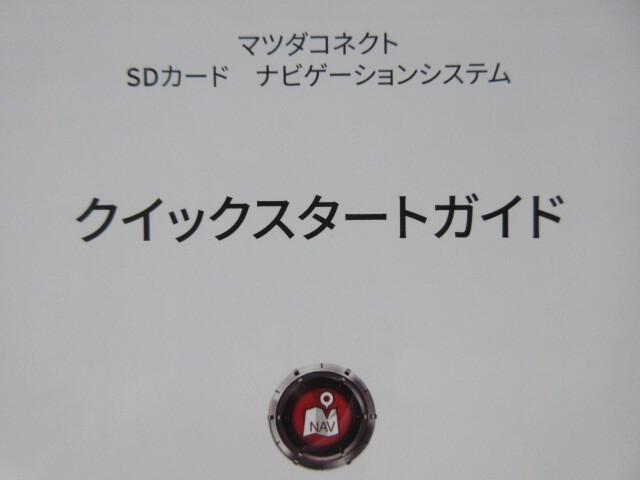 マツダコネクト
SDカード　ナビゲーションシステム
クイックスタートガイド
NAV